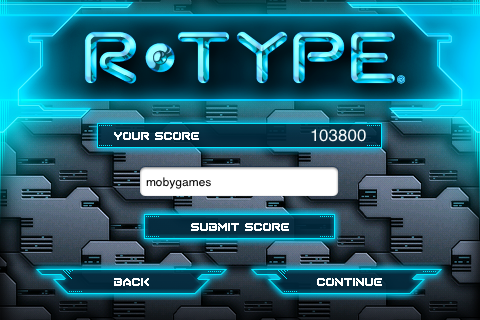 R·TYPE
YOUR SCORE 103800
mobygames
SUBMIT SCORE
BACK CONTINUE